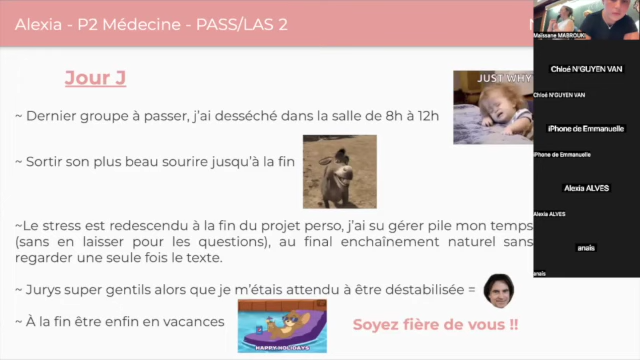 Alexia - P2 Médecine - PASS/LAS 2
Maïssane MABROUKI
Jour J
JUST WHY
Chloé N'GUYEN VAN
Chloé N'GUYEN VAN
~ Dernier groupe à passer, j'ai desséché dans la salle de 8h à 12h
iPhone de Emmanuelle
iPhone de Emmanuelle
~ Sortir son plus beau sourire jusqu'à la fin
Alexia ALVES
Alexia ALVES
~Le stress est redescendu à la fin du projet perso, j'ai su gérer pile mon temps
(sans en laisser pour les questions), au final enchaînement naturel sans
regarder une seule fois le texte.
anaïs
anaïs
~ Jurys super gentils alors que je m'étais attendu à être déstabilisée =
~ À la fin être enfin en vacances
HAPPY HOLIDAYS
Soyez fière de vous !!